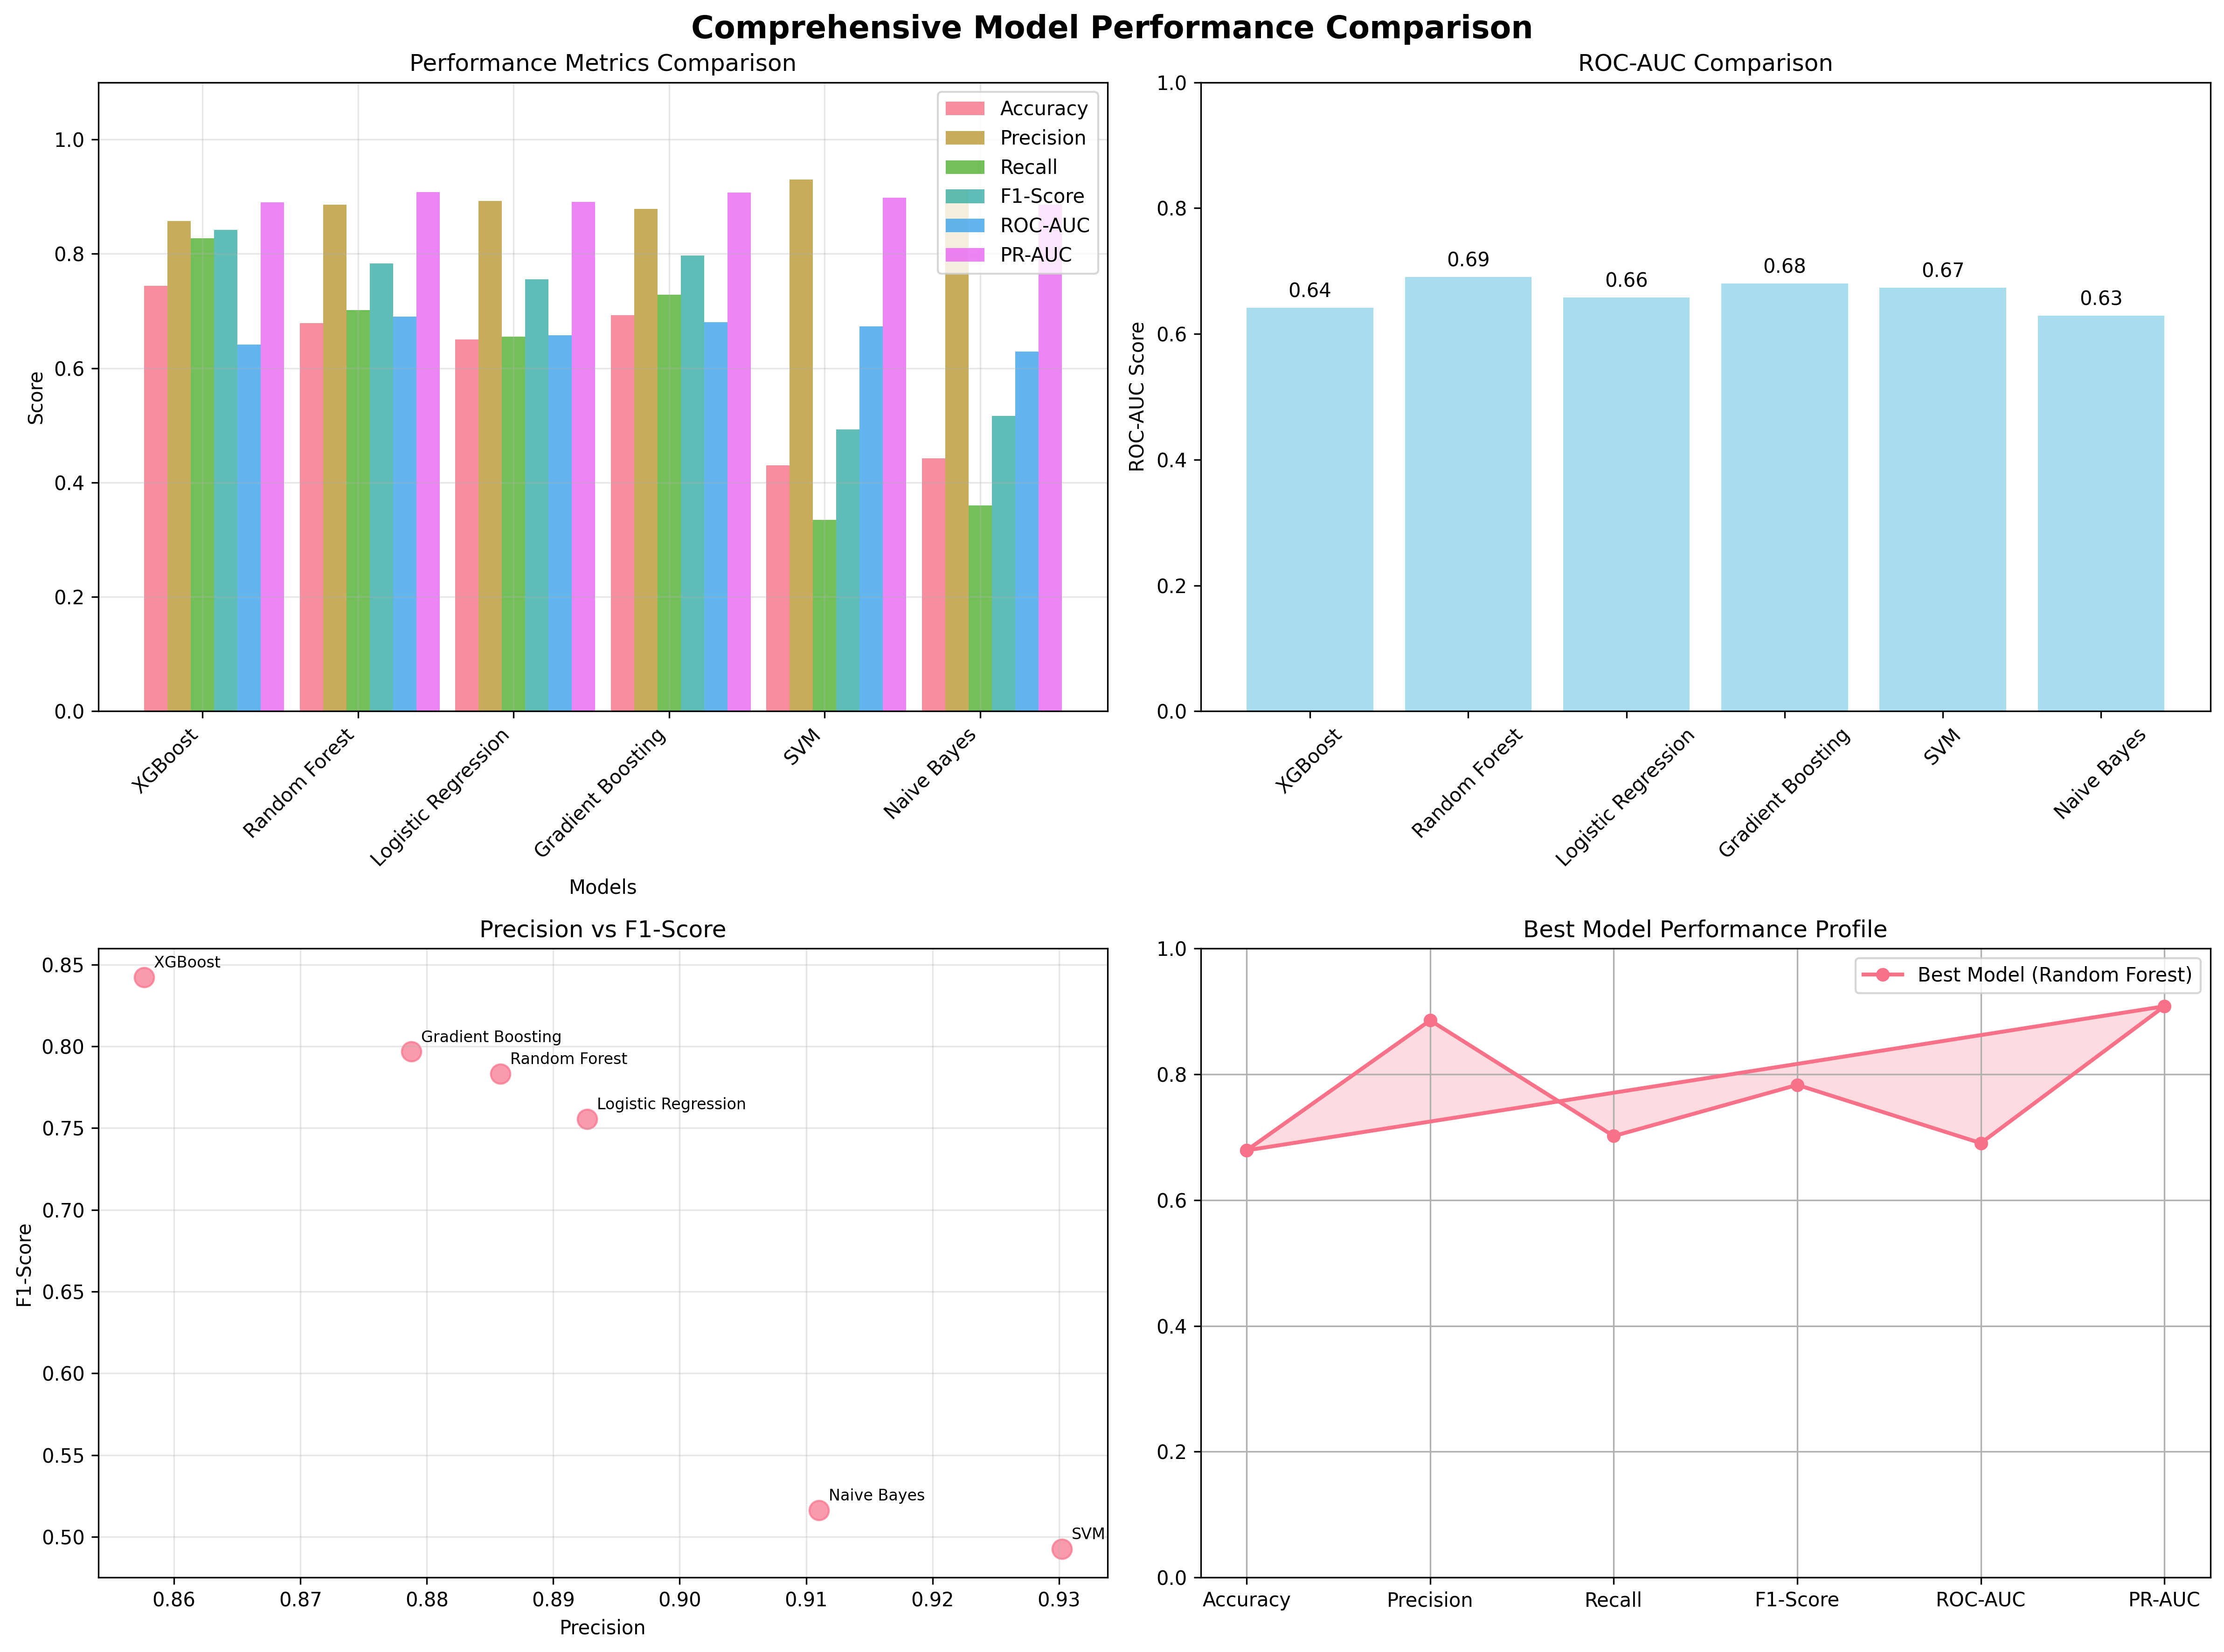 Comprehensive Model Performance Comparison
Performance Metrics Comparison
Accuracy
Precision
Recall
F1-Score
ROC-AUC
PR-AUC
Score
1.0
0.8
0.6
0.4
0.2
0.0
XGBoost
Random Forest
Logistic Regression
Gradient Boosting
SVM
Naive Bayes
Models
ROC-AUC Comparison
ROC-AUC Score
1.0
0.8
0.6
0.4
0.2
0.0
0.64
0.69
0.66
0.68
0.67
0.63
XGBoost
Random Forest
Logistic Regression
Gradient Boosting
SVM
Naive Bayes
Precision vs F1-Score
F1-Score
0.85
0.80
0.75
0.70
0.65
0.60
0.55
0.50
XGBoost
Gradient Boosting
Random Forest
Logistic Regression
Naive Bayes
SVM
0.86 0.87 0.88 0.89 0.90 0.91 0.92 0.93
Precision
Best Model Performance Profile
Best Model (Random Forest)
1.0
0.8
0.6
0.4
0.2
0.0
Accuracy Precision Recall F1-Score ROC-AUC PR-AUC